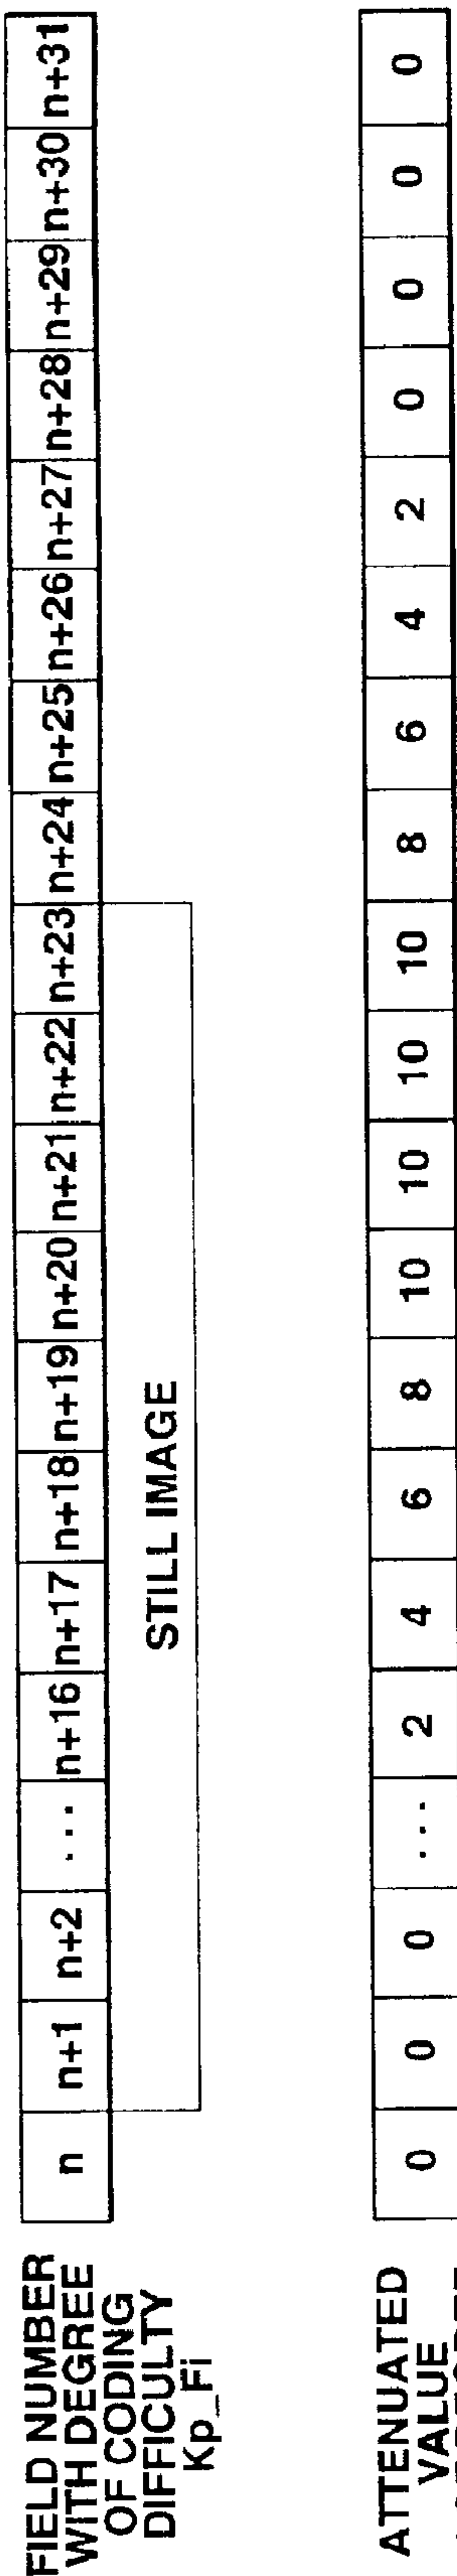 FIELD NUMBER
WITH DEGREE
OF CODING
DIFFICULTY
Kp_Fi
n n+1 n+2 ... n+16 n+17 n+18 n+19 n+20 n+21 n+22 n+23 n+24 n+25 n+26 n+27 n+28 n+29 n+30 n+31
STILL IMAGE
ATTENUATED
VALUE
0 0 0 ... 2 4 6 8 10 10 10 10 8 6 4 2 0 0 0 0